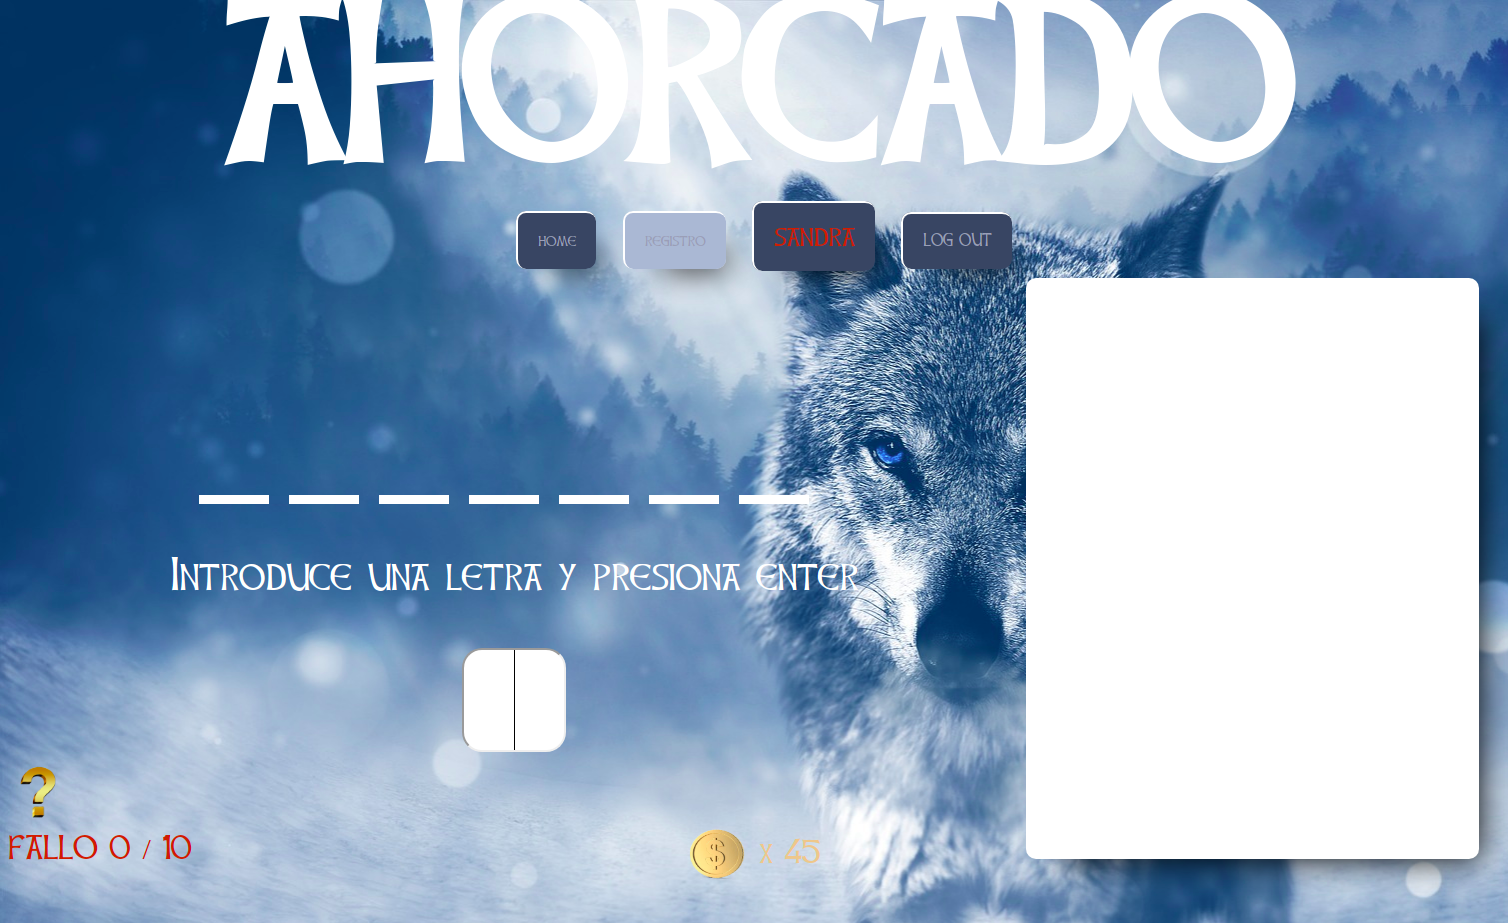 AHORCADO
HOME REGISTRO SANDRA LOG OUT
INTRODUCE UNA LETRA Y PRESIONA ENTER
?
FALLO 0 / 10
$ X 45